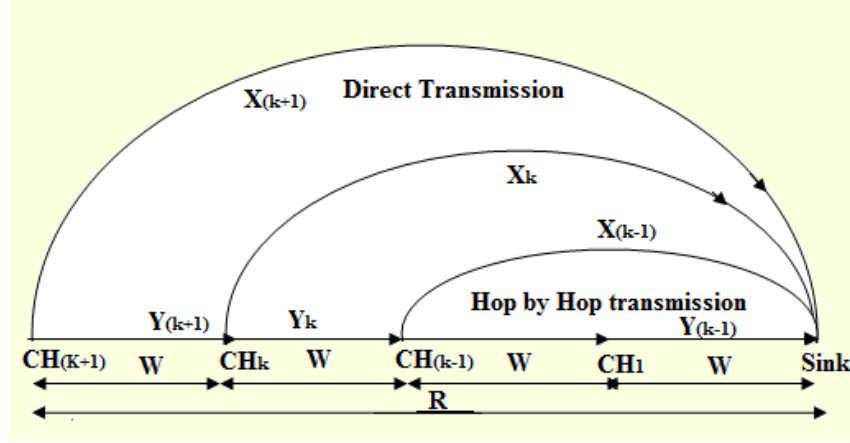 X(k+1)
Direct Transmission
Xk
X(k-1)
Hop by Hop transmission
Y(k+1)
Yk
Y(k-1)
CH(K+1) W CHk W CH(k-1) W CH1 W Sink
R